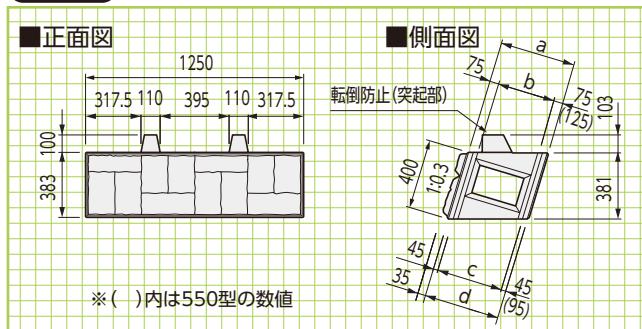 ■正面図
1250
317.5 110 395 110 317.5
100
383
※(　)内は550型の数値
■側面図
a
75 b 75
(125)
103
転倒防止(突起部)
400
1:0.3
381
45 c 45
(95)
35 d